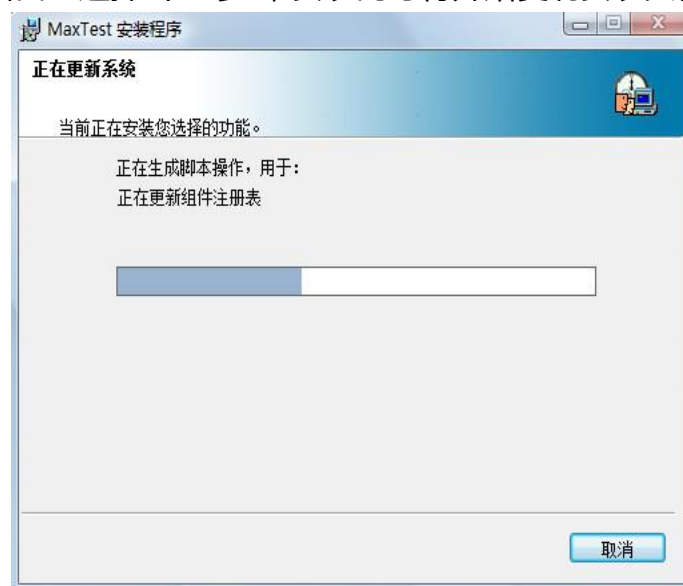 MaxTest 安装程序
正在更新系统
当前正在安装您选择的功能。
正在生成脚本操作，用于：
正在更新组件注册表
取消